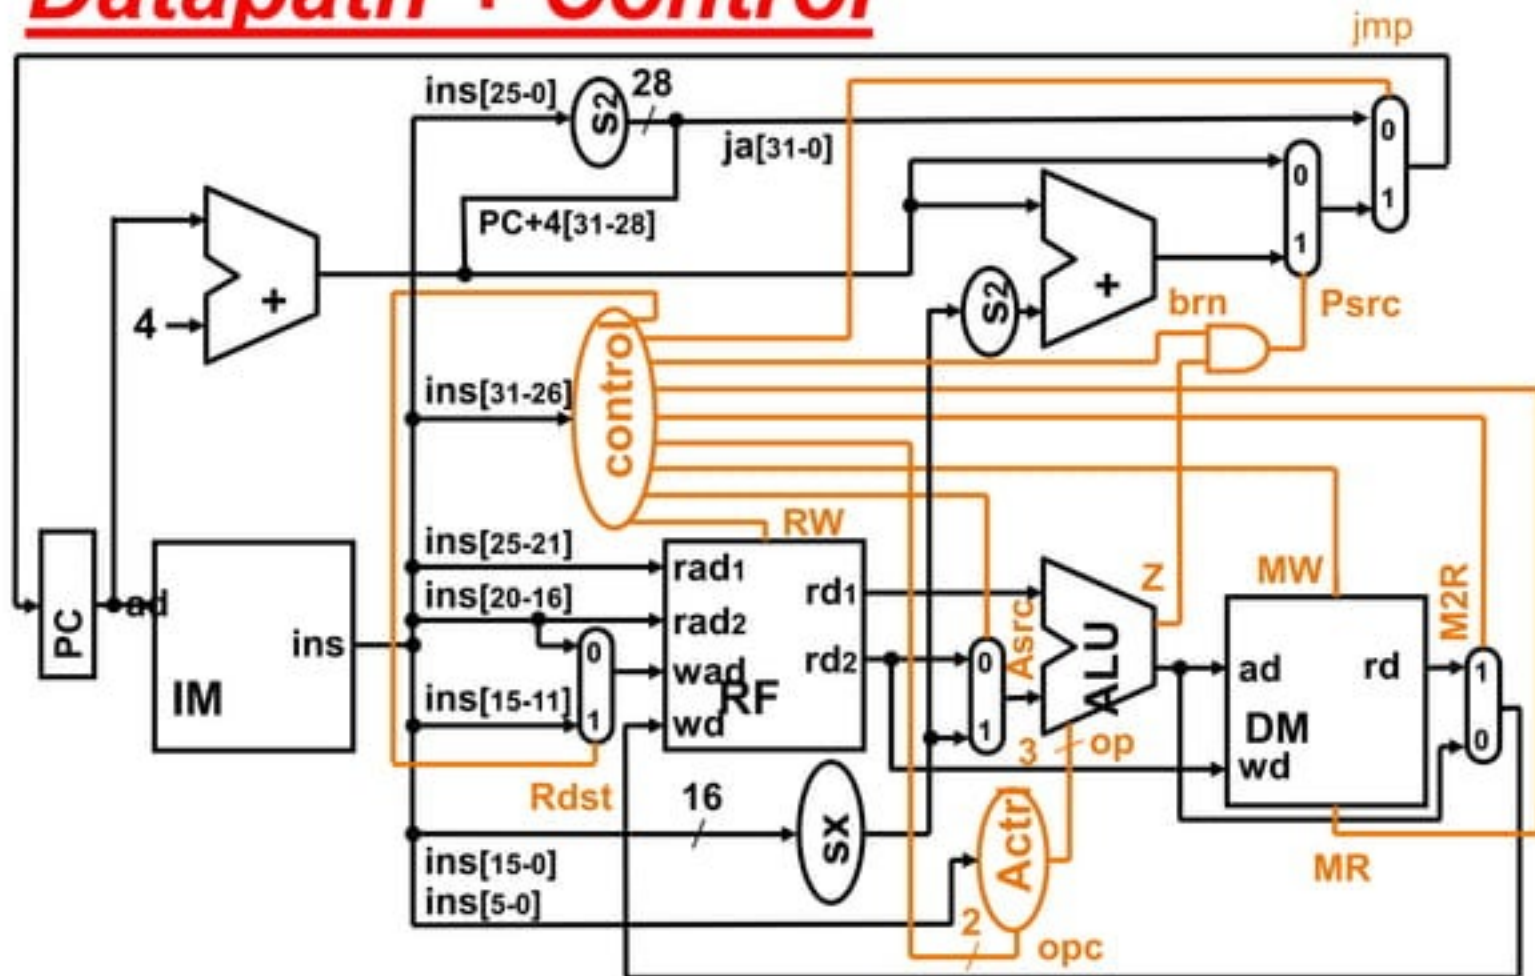 Datapath + Control
jmp
ins[25-0]
s2
28
0
ja[31-0]
0
1
PC+4[31-28]
1
+
4
s2
+
brn
Psrc
control
ins[31-26]
RW
ins[25-21]
rad1
ins[20-16]
rad2
rd1
Z
MW
M2R
PC
ad
ins
IM
0
wad
RF
rd2
0
Asrc
ALU
ad
rd
1
ins[15-11]
1
wd
1
3
op
DM
0
wd
Rdst
16
sx
Actrl
MR
ins[15-0]
ins[5-0]
2
opc